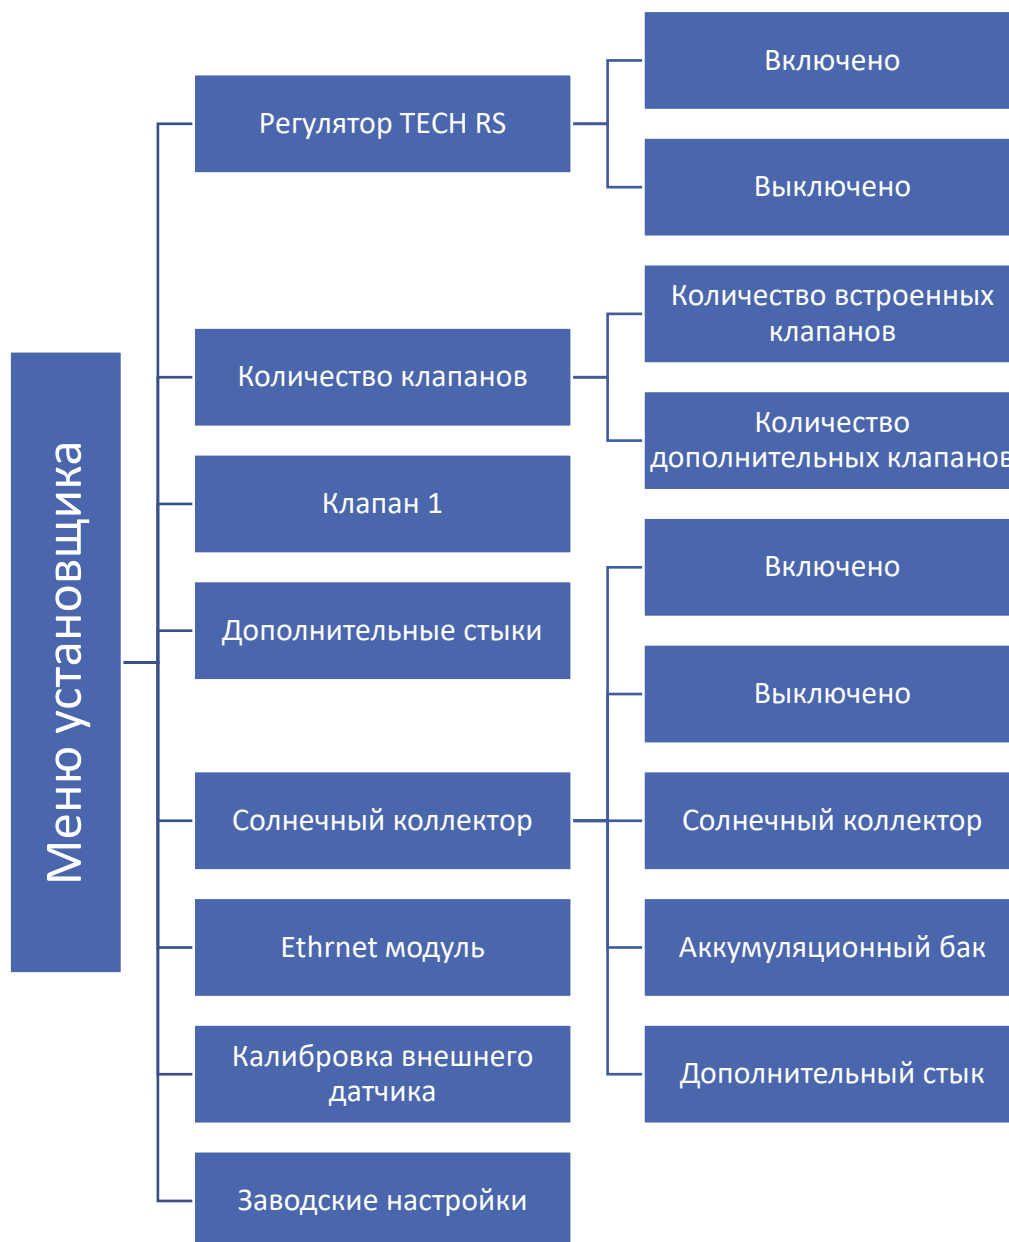 Меню установщика
Регулятор TECH RS
Включено
Выключено
Количество клапанов
Количество встроенных
клапанов
Количество
дополнительных клапанов
Клапан 1
Дополнительные стыки
Солнечный коллектор
Включено
Выключено
Солнечный коллектор
Аккумуляционный бак
Дополнительный стык
Ethrnet модуль
Калибровка внешнего
датчика
Заводские настройки